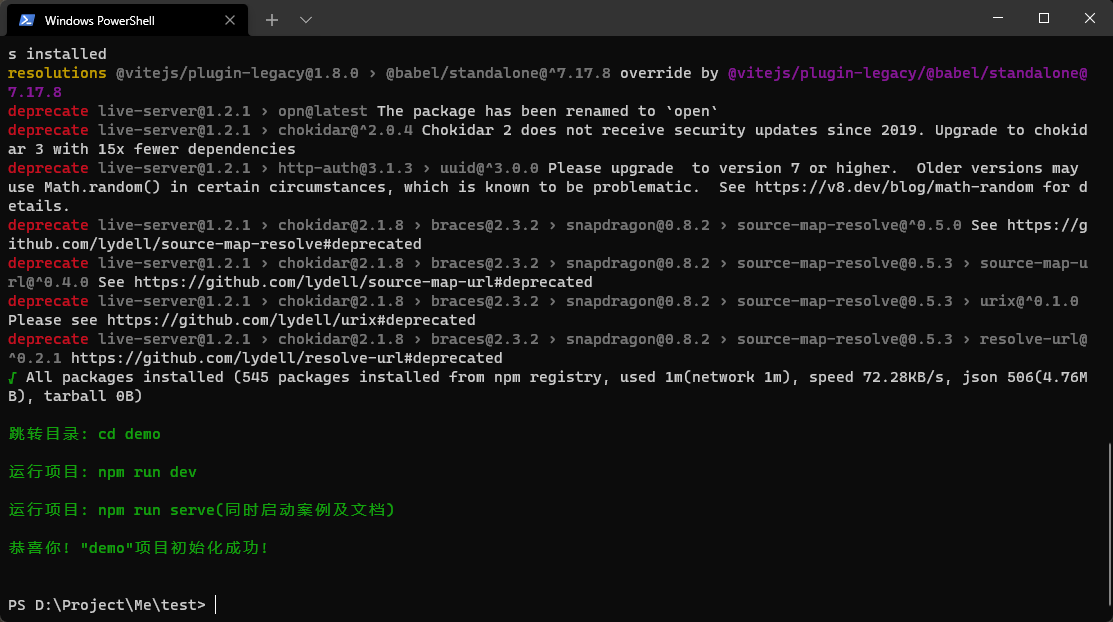 Windows PowerShell
s installed
resolutions @vitejs/plugin-legacy@1.8.0 › @babel/standalone@^7.17.8 override by @vitejs/plugin-legacy/@babel/standalone@
7.17.8
deprecate live-server@1.2.1 › opn@latest The package has been renamed to `open`
deprecate live-server@1.2.1 › chokidar@^2.0.4 Chokidar 2 does not receive security updates since 2019. Upgrade to chokid
ar 3 with 15x fewer dependencies
deprecate live-server@1.2.1 › http-auth@3.1.3 › uuid@^3.0.0 Please upgrade  to version 7 or higher.  Older versions may
use Math.random() in certain circumstances, which is known to be problematic.  See https://v8.dev/blog/math-random for d
etails.
deprecate live-server@1.2.1 › chokidar@2.1.8 › braces@2.3.2 › snapdragon@0.8.2 › source-map-resolve@^0.5.0 See https://g
ithub.com/lydell/source-map-resolve#deprecated
deprecate live-server@1.2.1 › chokidar@2.1.8 › braces@2.3.2 › snapdragon@0.8.2 › source-map-resolve@0.5.3 › source-map-u
rl@^0.4.0 See https://github.com/lydell/source-map-url#deprecated
deprecate live-server@1.2.1 › chokidar@2.1.8 › braces@2.3.2 › snapdragon@0.8.2 › source-map-resolve@0.5.3 › urix@^0.1.0
Please see https://github.com/lydell/urix#deprecated
deprecate live-server@1.2.1 › chokidar@2.1.8 › braces@2.3.2 › snapdragon@0.8.2 › source-map-resolve@0.5.3 › resolve-url@
^0.2.1 https://github.com/lydell/resolve-url#deprecated
√ All packages installed (545 packages installed from npm registry, used 1m(network 1m), speed 72.28KB/s, json 506(4.76M
B), tarball 0B)
跳转目录: cd demo
运行项目: npm run dev
运行项目: npm run serve(同时启动案例及文档)
恭喜你! "demo"项目初始化成功!
PS D:\Project\Me\test>